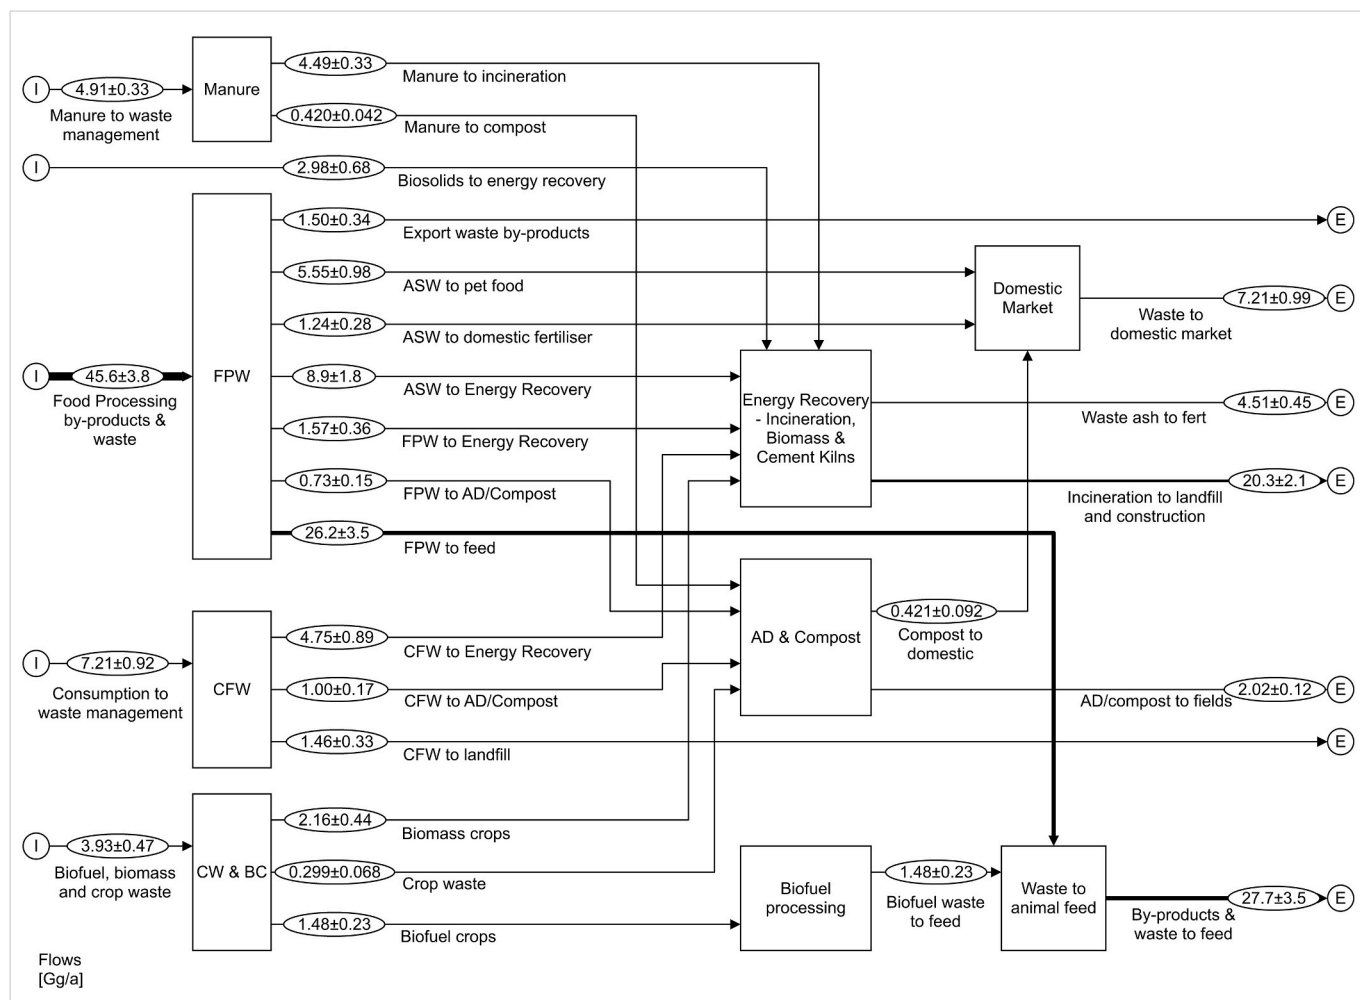 I
4.91±0.33
Manure to waste
management
Manure
4.49±0.33
Manure to incineration
0.420±0.042
Manure to compost
I
2.98±0.68
Biosolids to energy recovery
I
45.6±3.8
Food Processing
by-products &
waste
FPW
1.50±0.34
Export waste by-products
E
5.55±0.98
ASW to pet food
1.24±0.28
ASW to domestic fertiliser
8.9±1.8
ASW to Energy Recovery
1.57±0.36
FPW to Energy Recovery
0.73±0.15
FPW to AD/Compost
26.2±3.5
FPW to feed
Domestic
Market
7.21±0.99
E
Waste to
domestic market
Energy Recovery
- Incineration,
Biomass &
Cement Kilns
4.51±0.45
E
Waste ash to fert
20.3±2.1
E
Incineration to landfill
and construction
I
7.21±0.92
Consumption to
waste management
CFW
4.75±0.89
CFW to Energy Recovery
1.00±0.17
CFW to AD/Compost
1.46±0.33
CFW to landfill
E
AD & Compost
0.421±0.092
Compost to
domestic
2.02±0.12
E
AD/compost to fields
I
3.93±0.47
Biofuel, biomass
and crop waste
CW & BC
2.16±0.44
Biomass crops
0.299±0.068
Crop waste
1.48±0.23
Biofuel crops
Biofuel
processing
1.48±0.23
Biofuel waste
to feed
Waste to
animal feed
27.7±3.5
E
By-products &
waste to feed
Flows
[Gg/a]